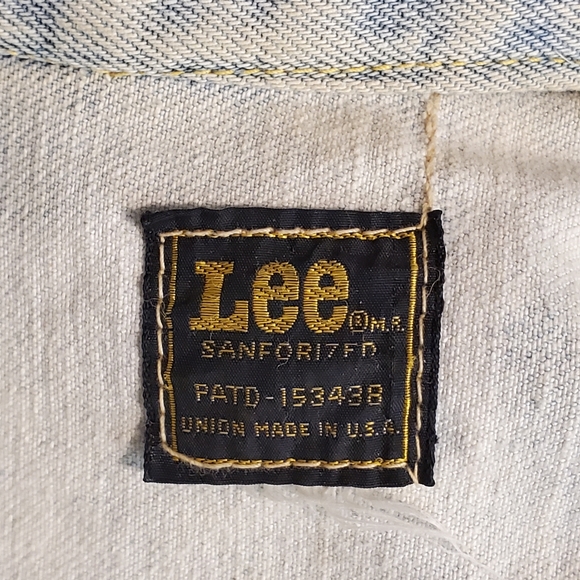 Lee ® M.R.
SANFORIZED
PATD-153438
UNION MADE IN U.S.A.